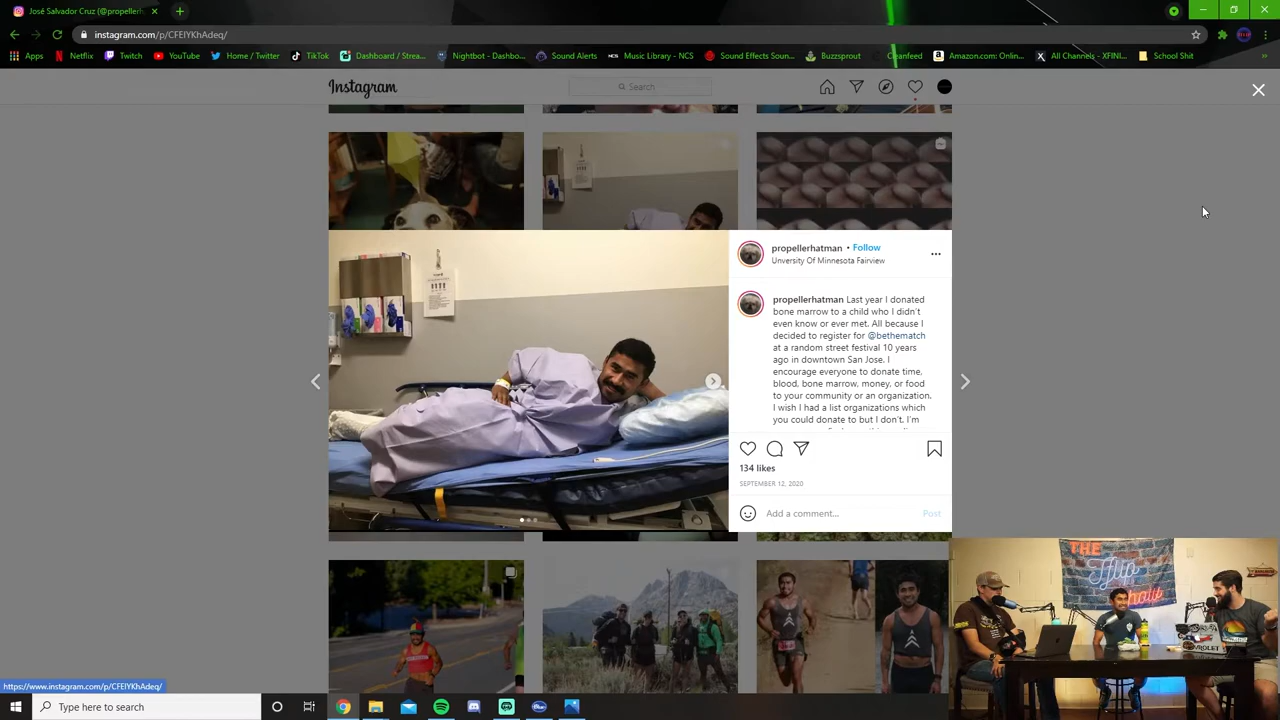 José Salvador Cruz (@propellerh
instagram.com/p/CFEIYKhAdeq/
Apps
Netflix
Twitch
YouTube
Home / Twitter
TikTok
Dashboard / Strea...
Nightbot - Dashbo...
Sound Alerts
Music Library - NCS
Sound Effects Soun...
Buzzsprout
Cleanfeed
Amazon.com: Onlin...
All Channels - XFINI...
School Shit
Instagram
Search
propellerhatman • Follow
Unversity Of Minnesota Fairview
propellerhatman Last year I donated
bone marrow to a child who I didn't
even know or ever met. All because I
decided to register for @bethematch
at a random street festival 10 years
ago in downtown San Jose. I
encourage everyone to donate time,
blood, bone marrow, money, or food
to your community or an organization.
I wish I had a list organizations which
you could donate to but I don't. I'm
134 likes
SEPTEMBER 12, 2020
Add a comment...
Post
THE
https://www.instagram.com/p/CFEIYKhAdeq/
Type here to search